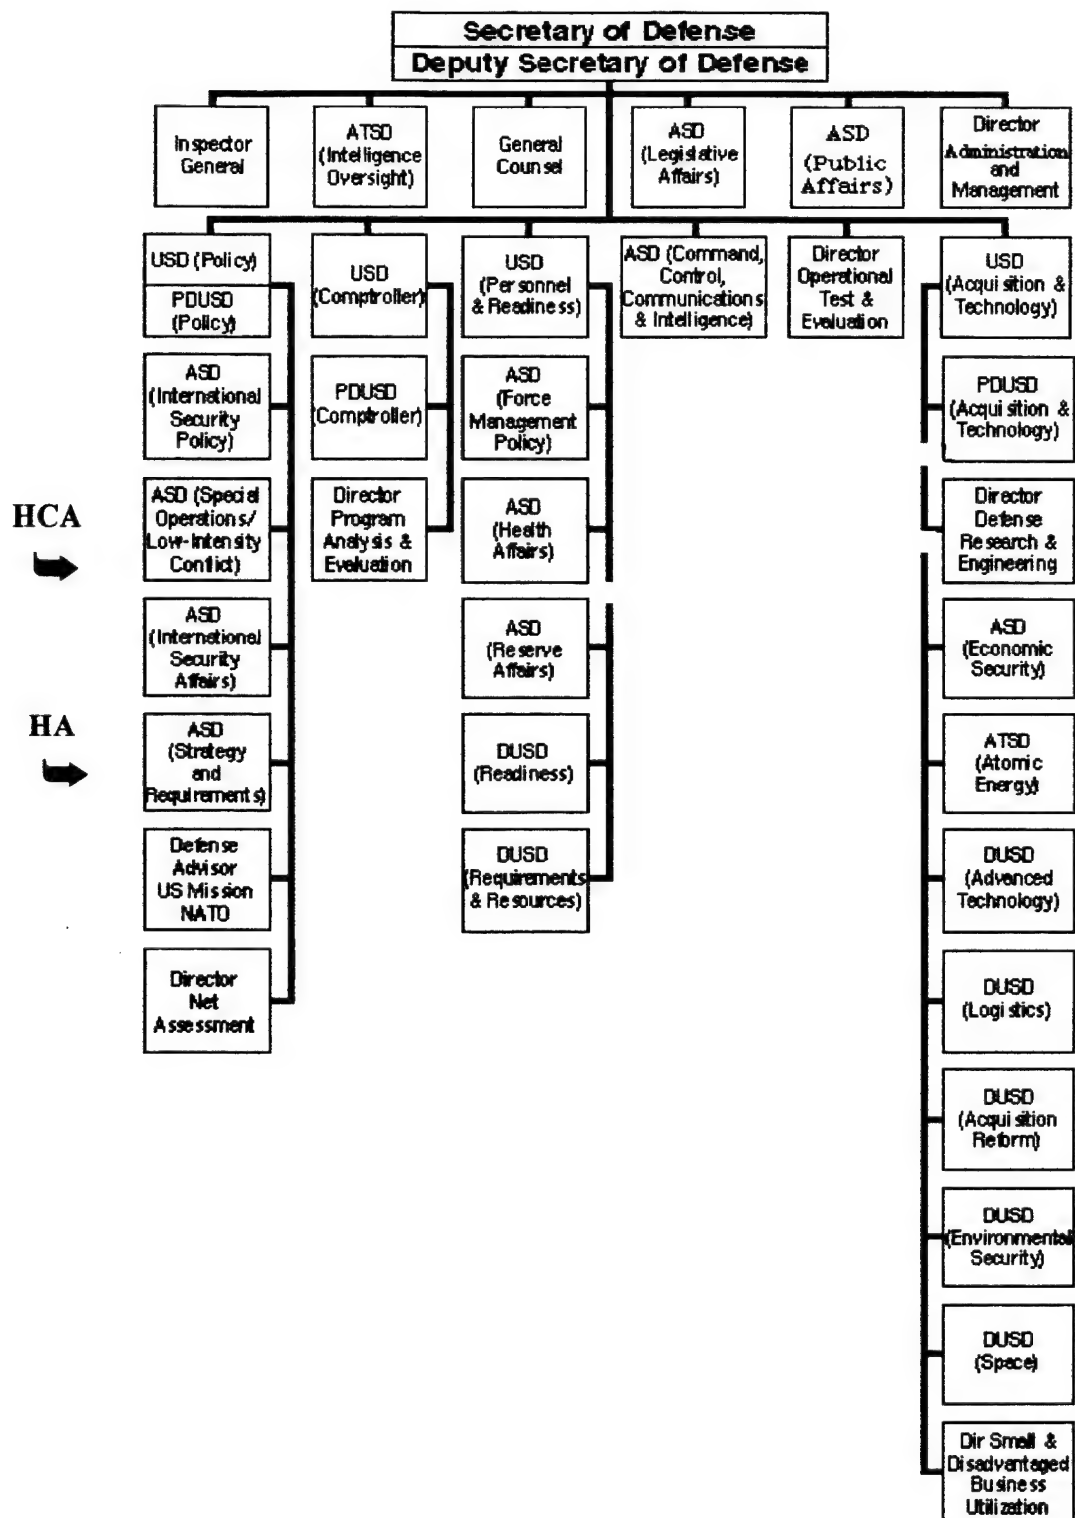 Secretary of Defense
Deputy Secretary of Defense
Inspector
General
ATSD
(Intelligence
Oversight)
General
Counsel
ASD
(Legislative
Affairs)
ASD
(Public
Affairs)
Director
Administration
and
Management
USD (Policy)
PDUSD
(Policy)
USD
(Comptroller)
USD
(Personnel
& Readiness)
ASD (Command,
Control,
Communications
& Intelligence)
Director
Operational
Test &
Evaluation
USD
(Acquisition &
Technology)
ASD
(International
Security
Policy)
PDUSD
(Comptroller)
ASD
(Force
Management
Policy)
PDUSD
(Acquisition &
Technology)
HCA
ASD (Special
Operations/
Low-Intensity
Conflict)
Director
Program
Analysis &
Evaluation
ASD
(Health
Affairs)
Director
Defense
Research &
Engineering
ASD
(International
Security
Affairs)
ASD
(Reserve
Affairs)
ASD
(Economic
Security)
HA
ASD
(Strategy
and
Requirements)
DUSD
(Readiness)
ATSD
(Atomic
Energy)
Defense
Advisor
US Mission
NATO
DUSD
(Requirements
& Resources)
DUSD
(Advanced
Technology)
Director
Net
Assessment
DUSD
(Logistics)
DUSD
(Acquisition
Reform)
DUSD
(Environmental
Security)
DUSD
(Space)
Dir Small &
Disadvantaged
Business
Utilization